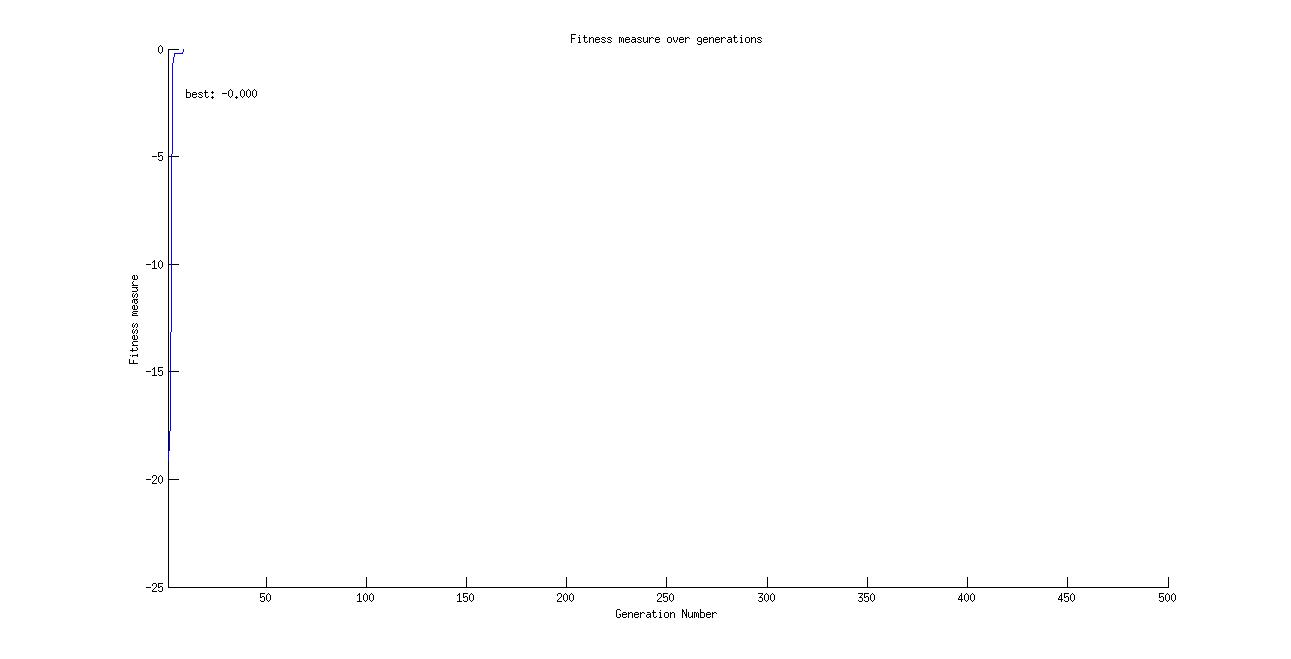 Fitness measure over generations
0
best: -0.000
-5
-10
Fitness measure
-15
-20
-25
50 100 150 200 250 300 350 400 450 500
Generation Number